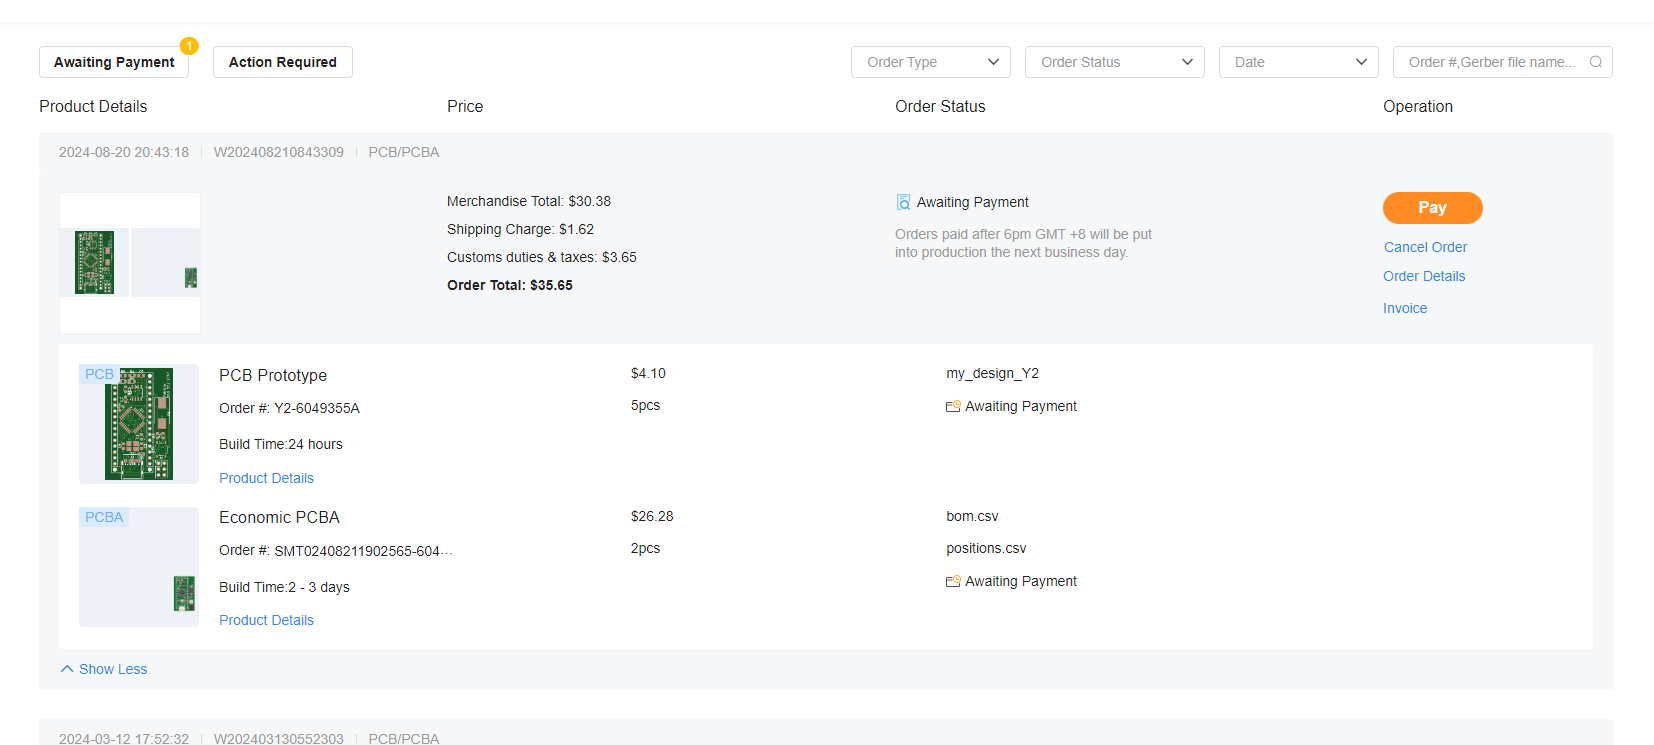 1
Awaiting Payment
Action Required
Order Type
Order Status
Date
Order #,Gerber file name...
Product Details
Price
Order Status
Operation
2024-08-20 20:43:18
W202408210843309
PCB/PCBA
Merchandise Total: $30.38
Shipping Charge: $1.62
Customs duties & taxes: $3.65
Order Total: $35.65
Awaiting Payment
Orders paid after 6pm GMT +8 will be put
into production the next business day.
Pay
Cancel Order
Order Details
Invoice
PCB
PCB Prototype
Order #: Y2-6049355A
Build Time:24 hours
Product Details
$4.10
5pcs
my_design_Y2
Awaiting Payment
PCBA
Economic PCBA
Order #: SMT02408211902565-604...
Build Time:2 - 3 days
Product Details
$26.28
2pcs
bom.csv
positions.csv
Awaiting Payment
Show Less
2024-03-12 17:52:32
W202403130552303
PCB/PCBA